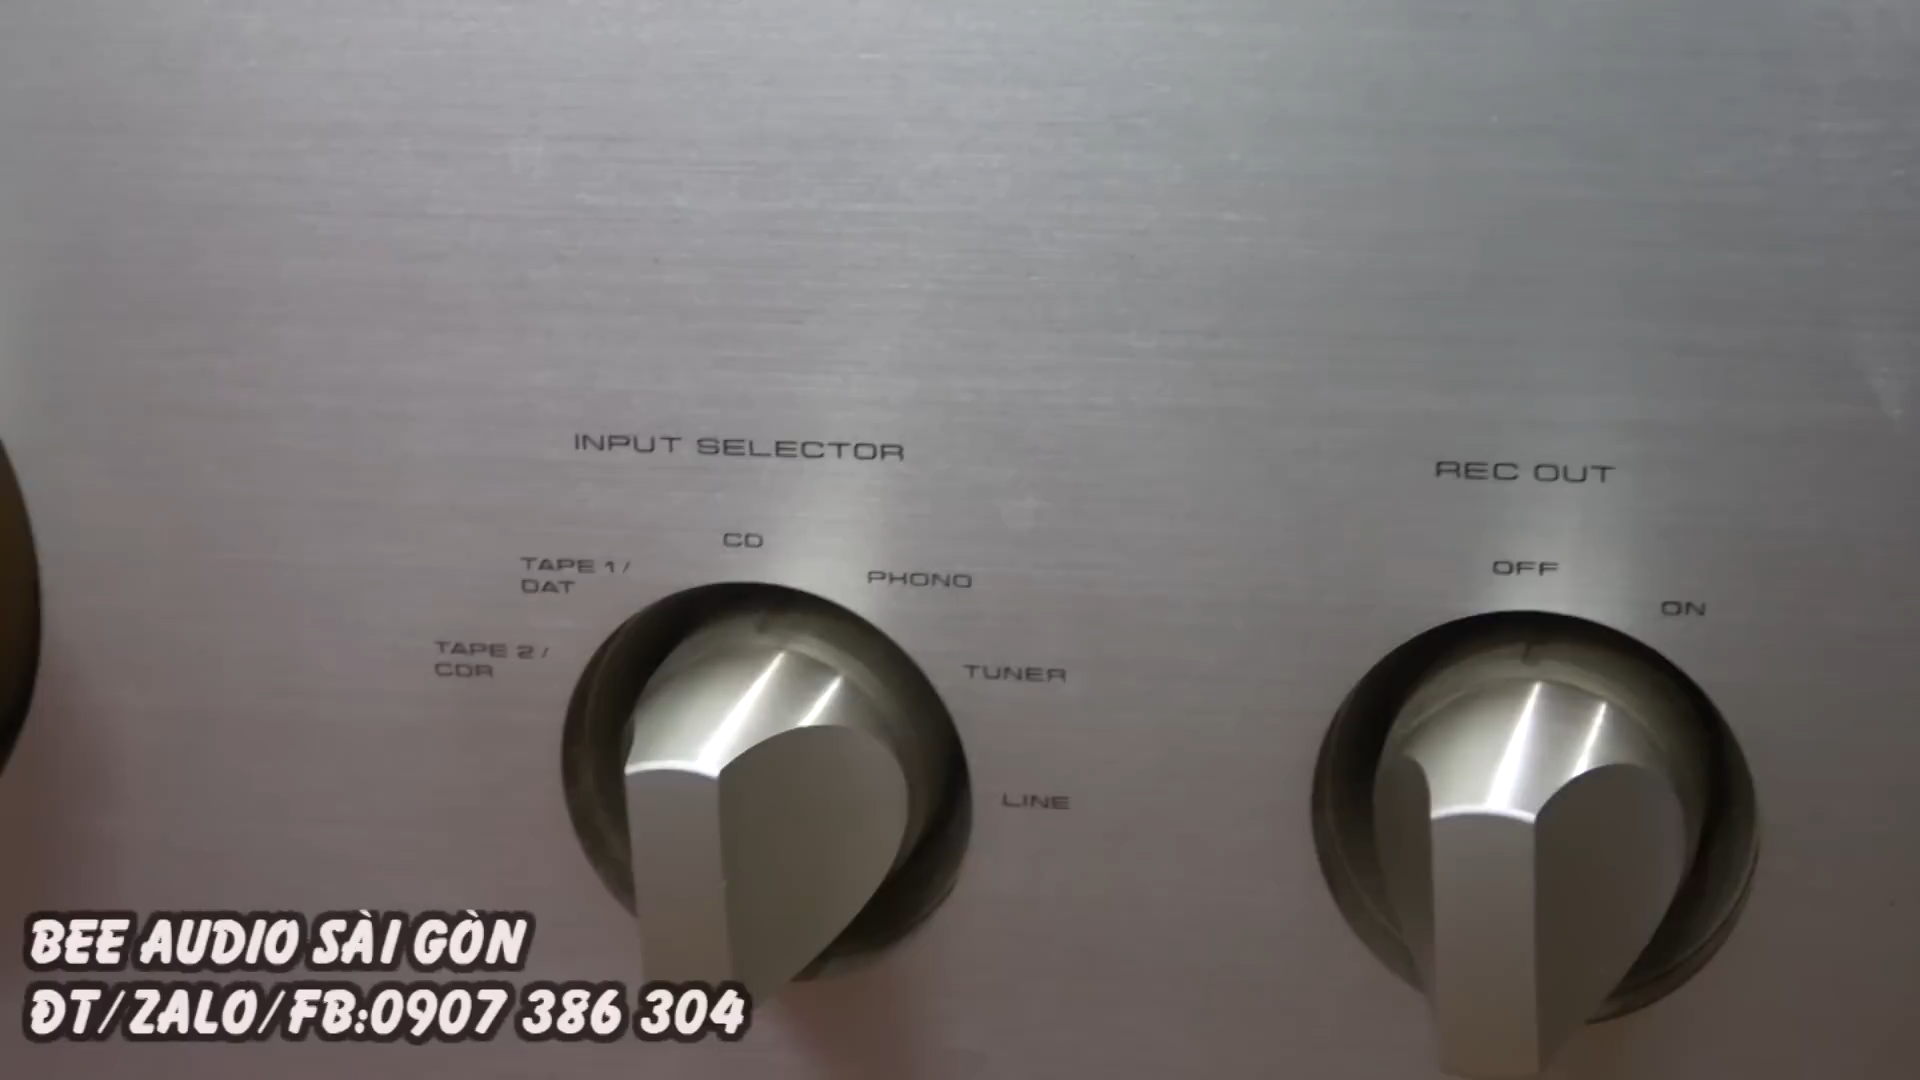 INPUT SELECTOR
REC OUT
CD
TAPE 1/
DAT
PHONO
TAPE 2/
CDR
TUNER
LINE
OFF
ON
BEE AUDIO SÀI GÒN
ĐT/ZALO/FB:0907 386 304